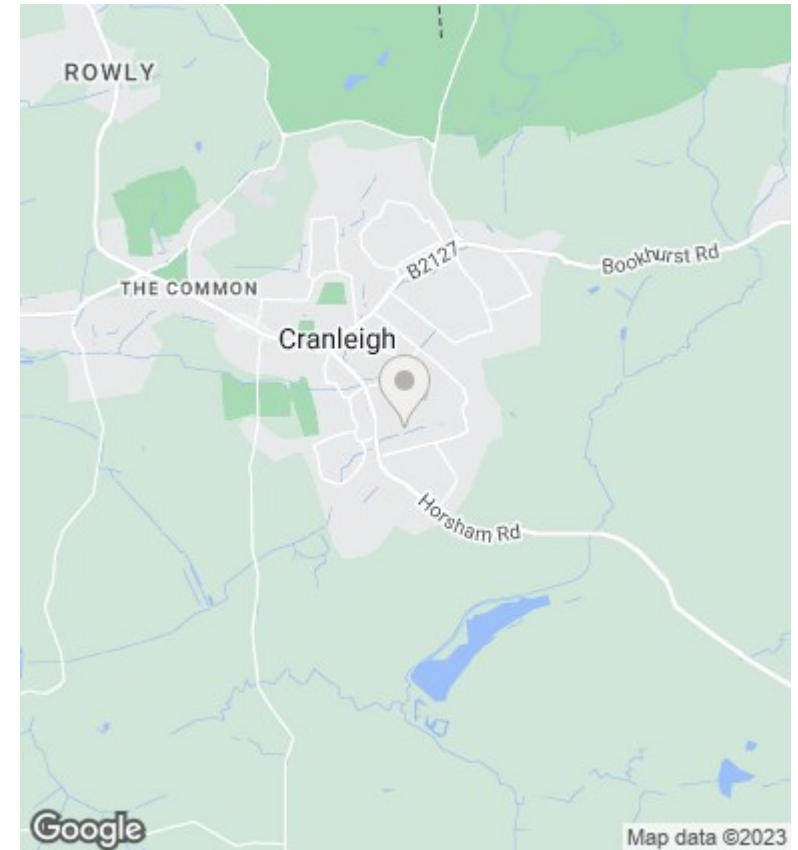 ROWLY
B2127
Bookhurst Rd
THE COMMON
Cranleigh
Horsham Rd
Google
Map data ©2023